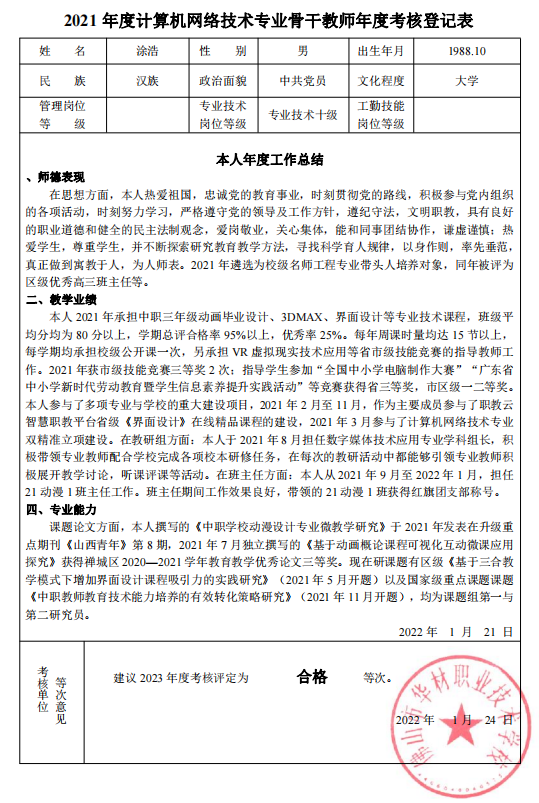 2021 年度计算机网络技术专业骨干教师年度考核登记表
姓 名 涂浩 性 别 男 出生年月 1988.10
民 族 汉族 政治面貌 中共党员 文化程度 大学
管理岗位等 级 专业技术岗位等级 专业技术十级 工勤技能岗位等级
本人年度工作总结
、师德表现
在思想方面，本人热爱祖国，忠诚党的教育事业，时刻贯彻党的路线，积极参与党内组织
的各项活动，时刻努力学习，严格遵守党的领导及工作方针，遵纪守法，文明职教，具有良好
的职业道德和健全的民主法制观念，爱岗敬业，关心集体，能和同事团结协作，谦虚谨慎；热
爱学生，尊重学生，并不断探索研究教育教学方法，寻找科学育人规律，以身作则，率先垂范，
真正做到寓教于人，为人师表。2021 年遴选为校级名师工程专业带头人培养对象，同年被评为
区级优秀高三班主任等。
二、教学业绩
本人 2021 年承担中职三年级动画毕业设计、3DMAX、界面设计等专业技术课程，班级平
均分均为 80 分以上，学期总评合格率 95%以上，优秀率 25%。每年周课时量均达 15 节以上，
每学期均承担校级公开课一次，另承担 VR 虚拟现实技术应用等省市级技能竞赛的指导教师工
作。2021 年获市级技能竞赛三等奖 2 次；指导学生参加“全国中小学电脑制作大赛”“广东省
中小学新时代劳动教育暨学生信息素养提升实践活动”等竞赛获得省三等奖，市区级一二等奖。
本人参与了多项专业与学校的重大建设项目，2021 年 2 月至 11 月，作为主要成员参与了职教云
智慧职教平台省级《界面设计》在线精品课程的建设，2021 年 3 月参与了计算机网络技术专业
双精准立项建设。在教研组方面：本人于 2021 年 8 月担任数字媒体技术应用专业学科组长，积
极带领专业教师配合学校完成各项校本研修任务，在每次的教研活动中都能够引领专业教师积
极展开教学讨论，听课评课等活动。在班主任方面：本人从 2021 年 9 月至 2022 年 1 月，担任
21 动漫 1 班主任工作。班主任期间工作效果良好，带领的 21 动漫 1 班获得红旗团支部称号。
四、专业能力
课题论文方面，本人撰写的《中职学校动漫设计专业微教学研究》于 2021 年发表在升级重
点期刊《山西青年》第 8 期，2021 年 7 月独立撰写的《基于动画概论课程可视化互动微课应用
探究》获得禅城区 2020—2021 学年教育教学优秀论文三等奖。现在研课题有区级《基于三合教
学模式下增加界面设计课程吸引力的实践研究》（2021 年 5 月开题）以及国家级重点课题课题
《中职教师教育技术能力培养的有效转化策略研究》（2021 年 11 月开题），均为课题组第一与
第二研究员。
2022 年 1 月 21 日
考核单位 等次意见
建议 2023 年度考核评定为 合格 等次。
佛山市华材职业技术学校
2022 年 1 月 24 日